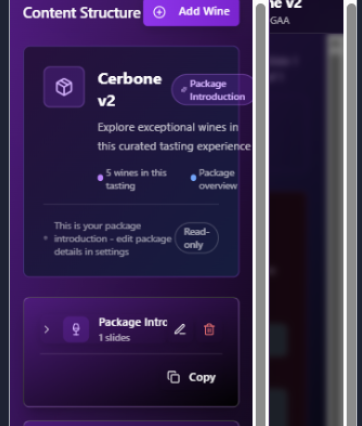 Content Structure
Add Wine
ne v2
GAA
Cerbone
v2
Package
Introduction
Explore exceptional wines in
this curated tasting experience
5 wines in this
tasting
Package
overview
This is your package
introduction - edit package
details in settings
Read-
only
Package Intro
1 slides
Copy